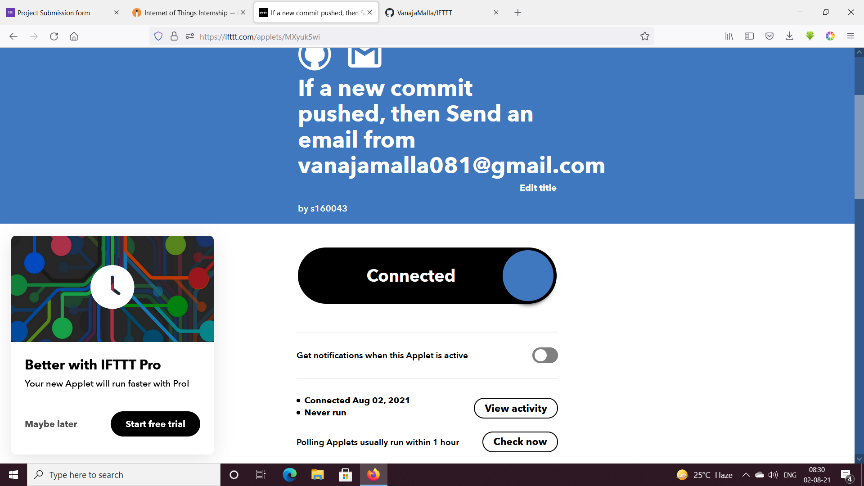 Project Submission form
Internet of Things Internship —
If a new commit pushed, then S
VanajaMalla/IFTTT
https://ifttt.com/applets/MXyuk5wi
If a new commit
pushed, then Send an
email from
vanajamalla081@gmail.com
Edit title
by s160043
Connected
Get notifications when this Applet is active
Better with IFTTT Pro
Your new Applet will run faster with Pro!
Connected Aug 02, 2021
Never run
View activity
Maybe later
Start free trial
Polling Applets usually run within 1 hour
Check now
Type here to search
25°C Haze
ENG
08:30
02-08-21
4